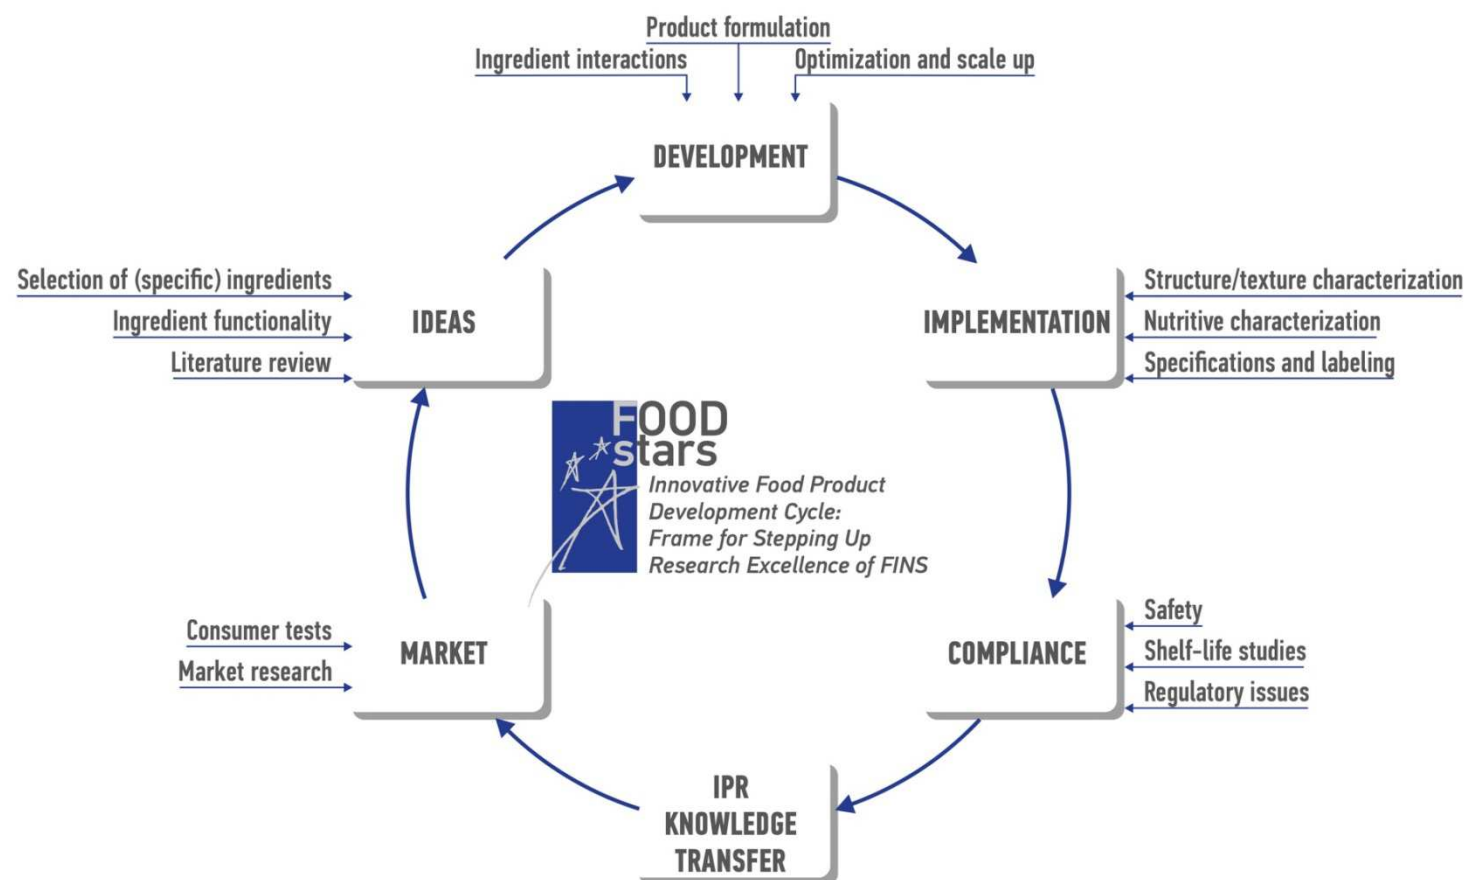 Product formulation
Ingredient interactions
Optimization and scale up
DEVELOPMENT
Selection of (specific) ingredients
Ingredient functionality
Literature review
IDEAS
IMPLEMENTATION
Structure/texture characterization
Nutritive characterization
Specifications and labeling
FOOD
stars
Innovative Food Product
Development Cycle:
Frame for Stepping Up
Research Excellence of FINS
Consumer tests
Market research
MARKET
COMPLIANCE
Safety
Shelf-life studies
Regulatory issues
IPR
KNOWLEDGE
TRANSFER